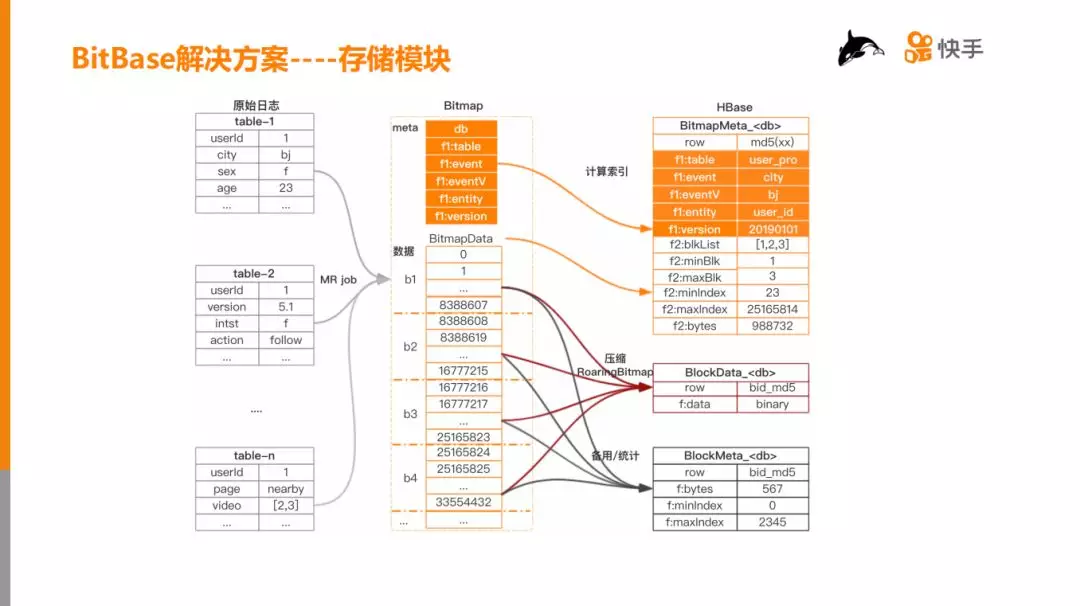 BitBase解决方案----存储模块
快手
原始日志
table-1
userId 1
city bj
sex f
age 23
... ...
table-2
userId 1
version 5.1
intst f
action follow
... ...
....
table-n
userId 1
page nearby
video [2,3]
... ...
MR job
Bitmap
meta
db
f1:table
f1:event
f1:eventV
f1:entity
f1:version
BitmapData
数据
b1
0
1
...
8388607
b2
8388608
8388619
...
16777215
b3
16777216
16777217
...
25165823
b4
25165824
25165825
...
33554432
... ...
计算索引
压缩
RoaringBitmap
备用/统计
HBase
BitmapMeta_<db>
row md5(xx)
f1:table user_pro
f1:event city
f1:eventV bj
f1:entity user_id
f1:version 20190101
f2:blkList [1,2,3]
f2:minBlk 1
f2:maxBlk 3
f2:minIndex 23
f2:maxIndex 25165814
f2:bytes 988732
BlockData_<db>
row bid_md5
f:data binary
BlockMeta_<db>
row bid_md5
f:bytes 567
f:minIndex 0
f:maxIndex 2345